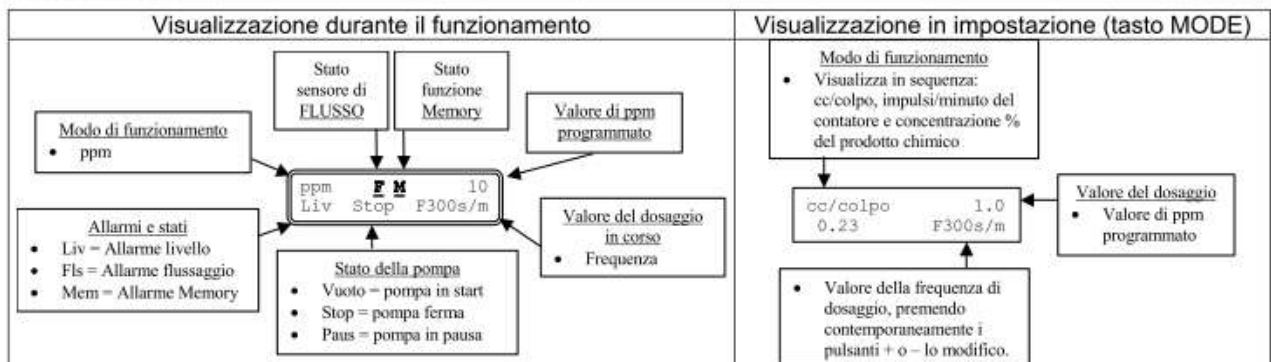 Visualizzazione durante il funzionamento
Visualizzazione in impostazione (tasto MODE)
Stato
sensore di
FLUSSO
Stato
funzione
Memory
Modo di funzionamento
• ppm
Valore di ppm
programmato
ppm F M 10
Liv Stop F300s/m
Allarmi e stati
• Liv = Allarme livello
• Fls = Allarme flussaggio
• Mem = Allarme Memory
Stato della pompa
• Vuoto = pompa in start
• Stop = pompa ferma
• Paus = pompa in pausa
Valore del dosaggio
in corso
• Frequenza
Modo di funzionamento
• Visualizza in sequenza:
cc/colpo, impulsi/minuto del
contatore e concentrazione %
del prodotto chimico
cc/colpo 1.0
0.23 F300s/m
Valore del dosaggio
• Valore di ppm
programmato
• Valore della frequenza di
dosaggio, premendo
contemporaneamente i
pulsanti + o – lo modifico.